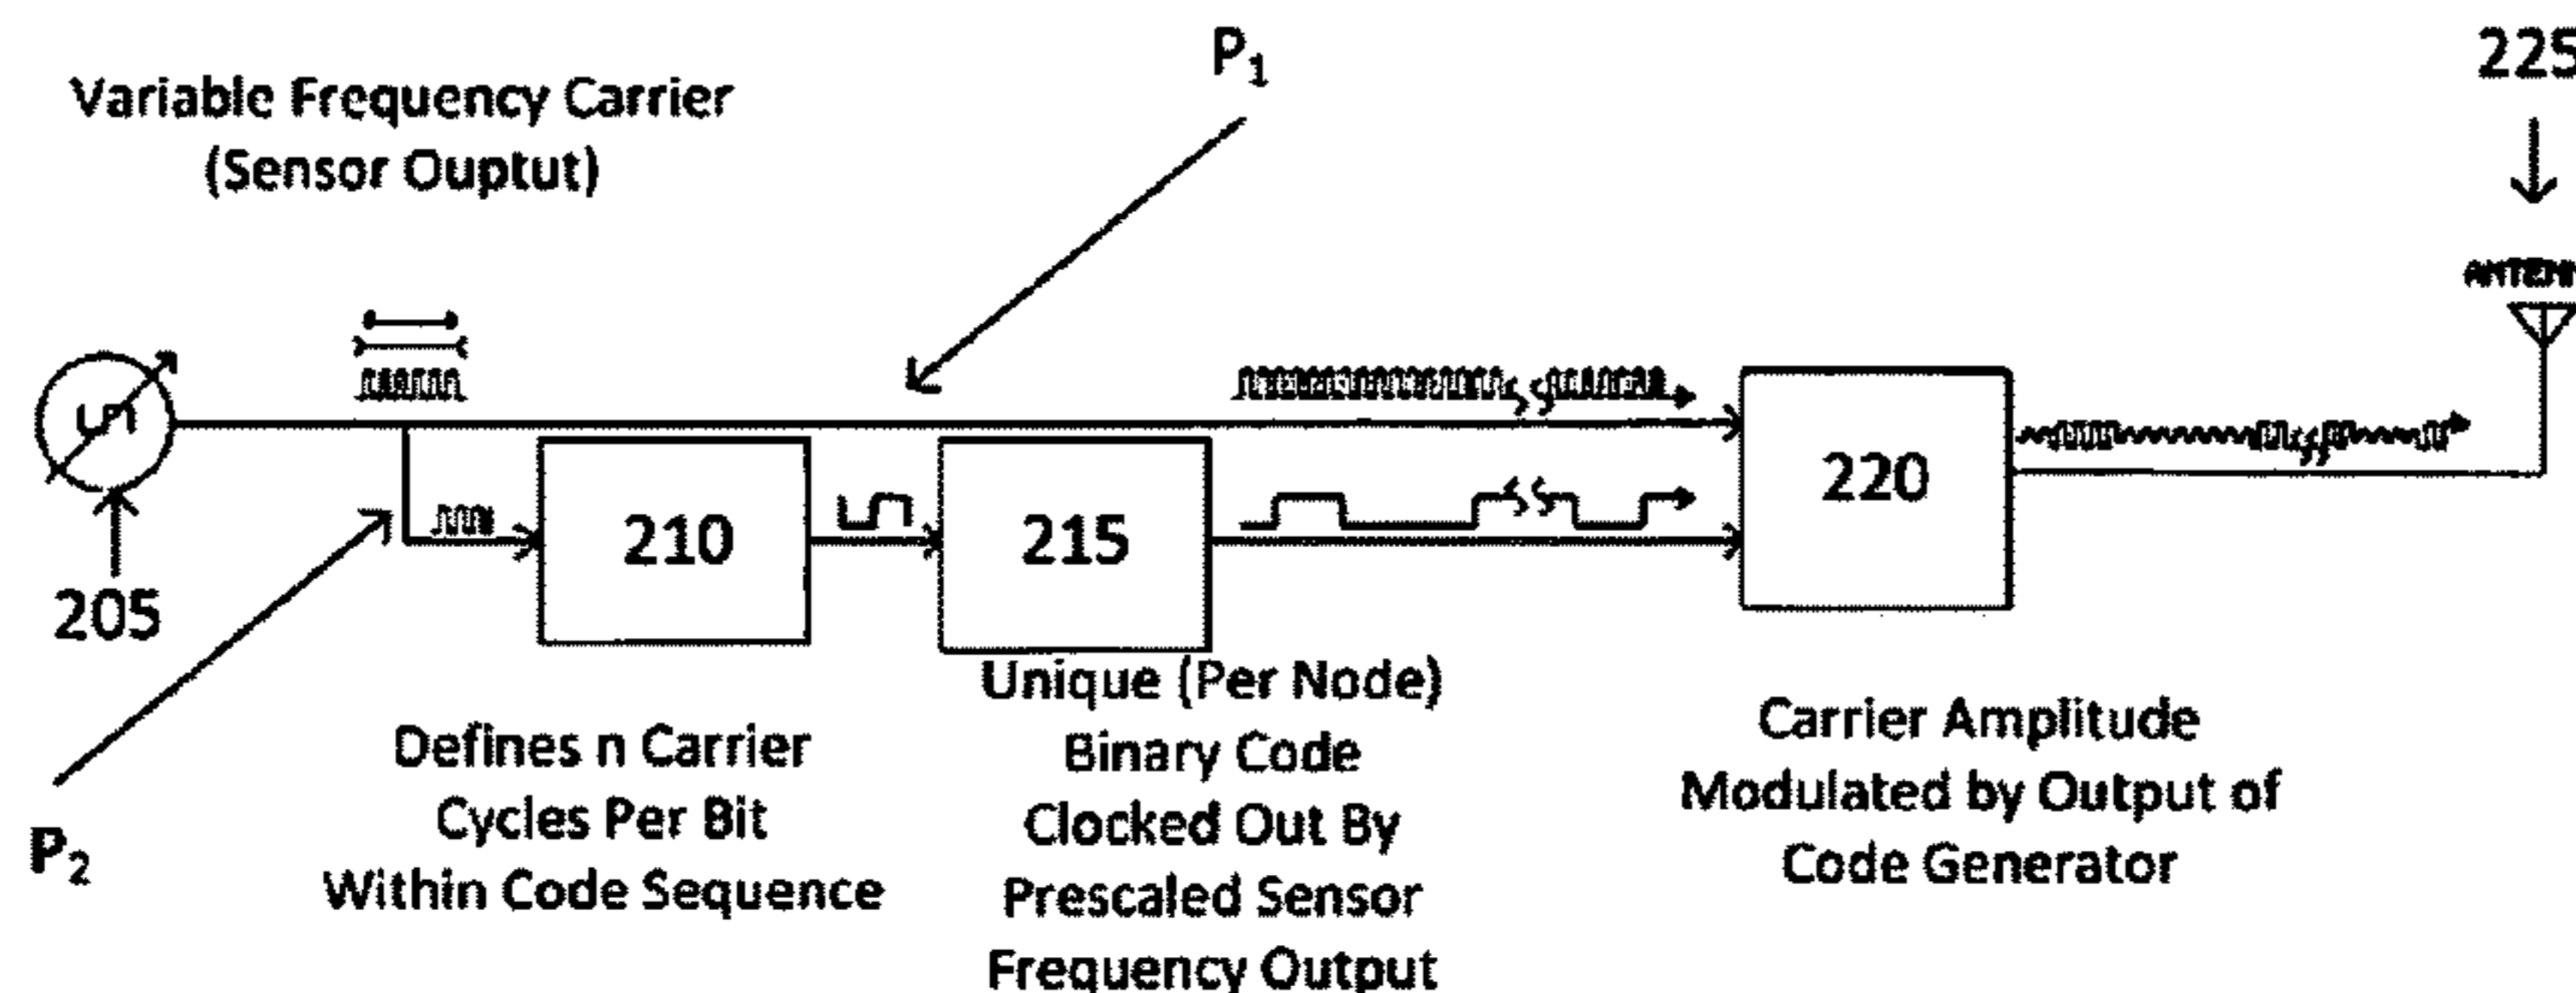 P1
225
Variable Frequency Carrier
(Sensor Ouptut)
ANTENN
210
215
220
205
P2
Unique (Per Node)
Binary Code
Clocked Out By
Prescaled Sensor
Frequency Output
Defines n Carrier
Cycles Per Bit
Within Code Sequence
Carrier Amplitude
Modulated by Output of
Code Generator